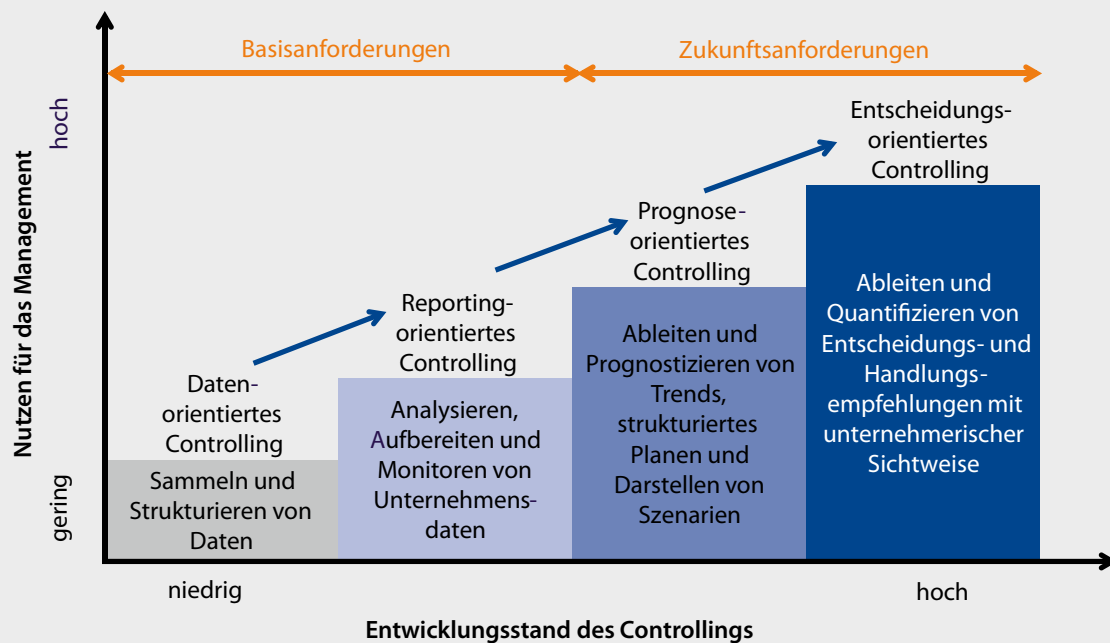 Basisanforderungen
Zukunftsanforderungen
Nutzen für das Management
hoch
gering
Daten-
orientiertes
Controlling
Sammeln und
Strukturieren von
Daten
Reporting-
orientiertes
Controlling
Analysieren,
Aufbereiten und
Monitoren von
Unternehmens-
daten
Prognose-
orientiertes
Controlling
Ableiten und
Prognostizieren von
Trends,
strukturiertes
Planen und
Darstellen von
Szenarien
Entscheidungs-
orientiertes
Controlling
Ableiten und
Quantifizieren von
Entscheidungs- und
Handlungs-
empfehlungen mit
unternehmerischer
Sichtweise
niedrig
hoch
Entwicklungsstand des Controllings